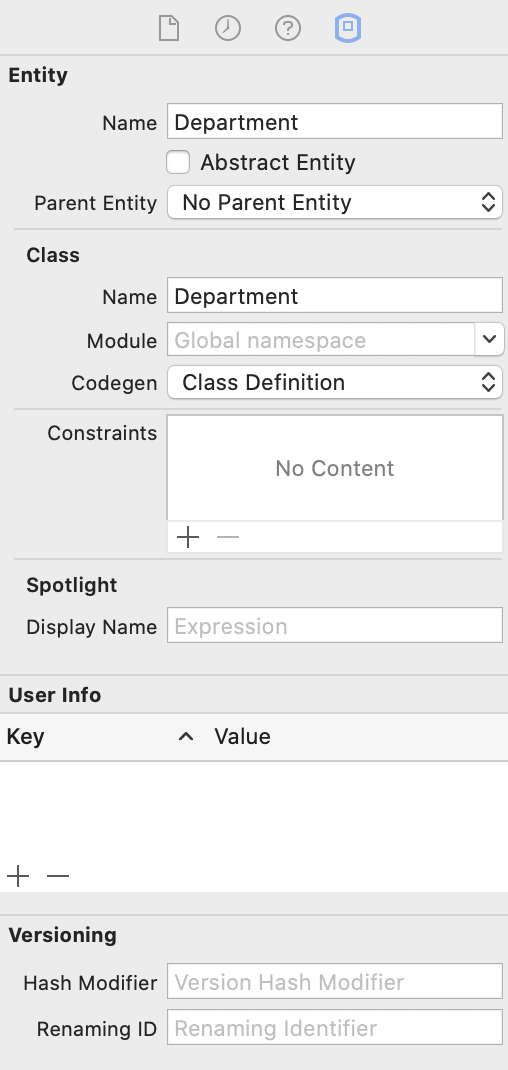 Entity
Name Department
Abstract Entity
Parent Entity No Parent Entity
Class
Name Department
Module Global namespace
Codegen Class Definition
Constraints
No Content
Spotlight
Display Name Expression
User Info
Key Value
Versioning
Hash Modifier Version Hash Modifier
Renaming ID Renaming Identifier